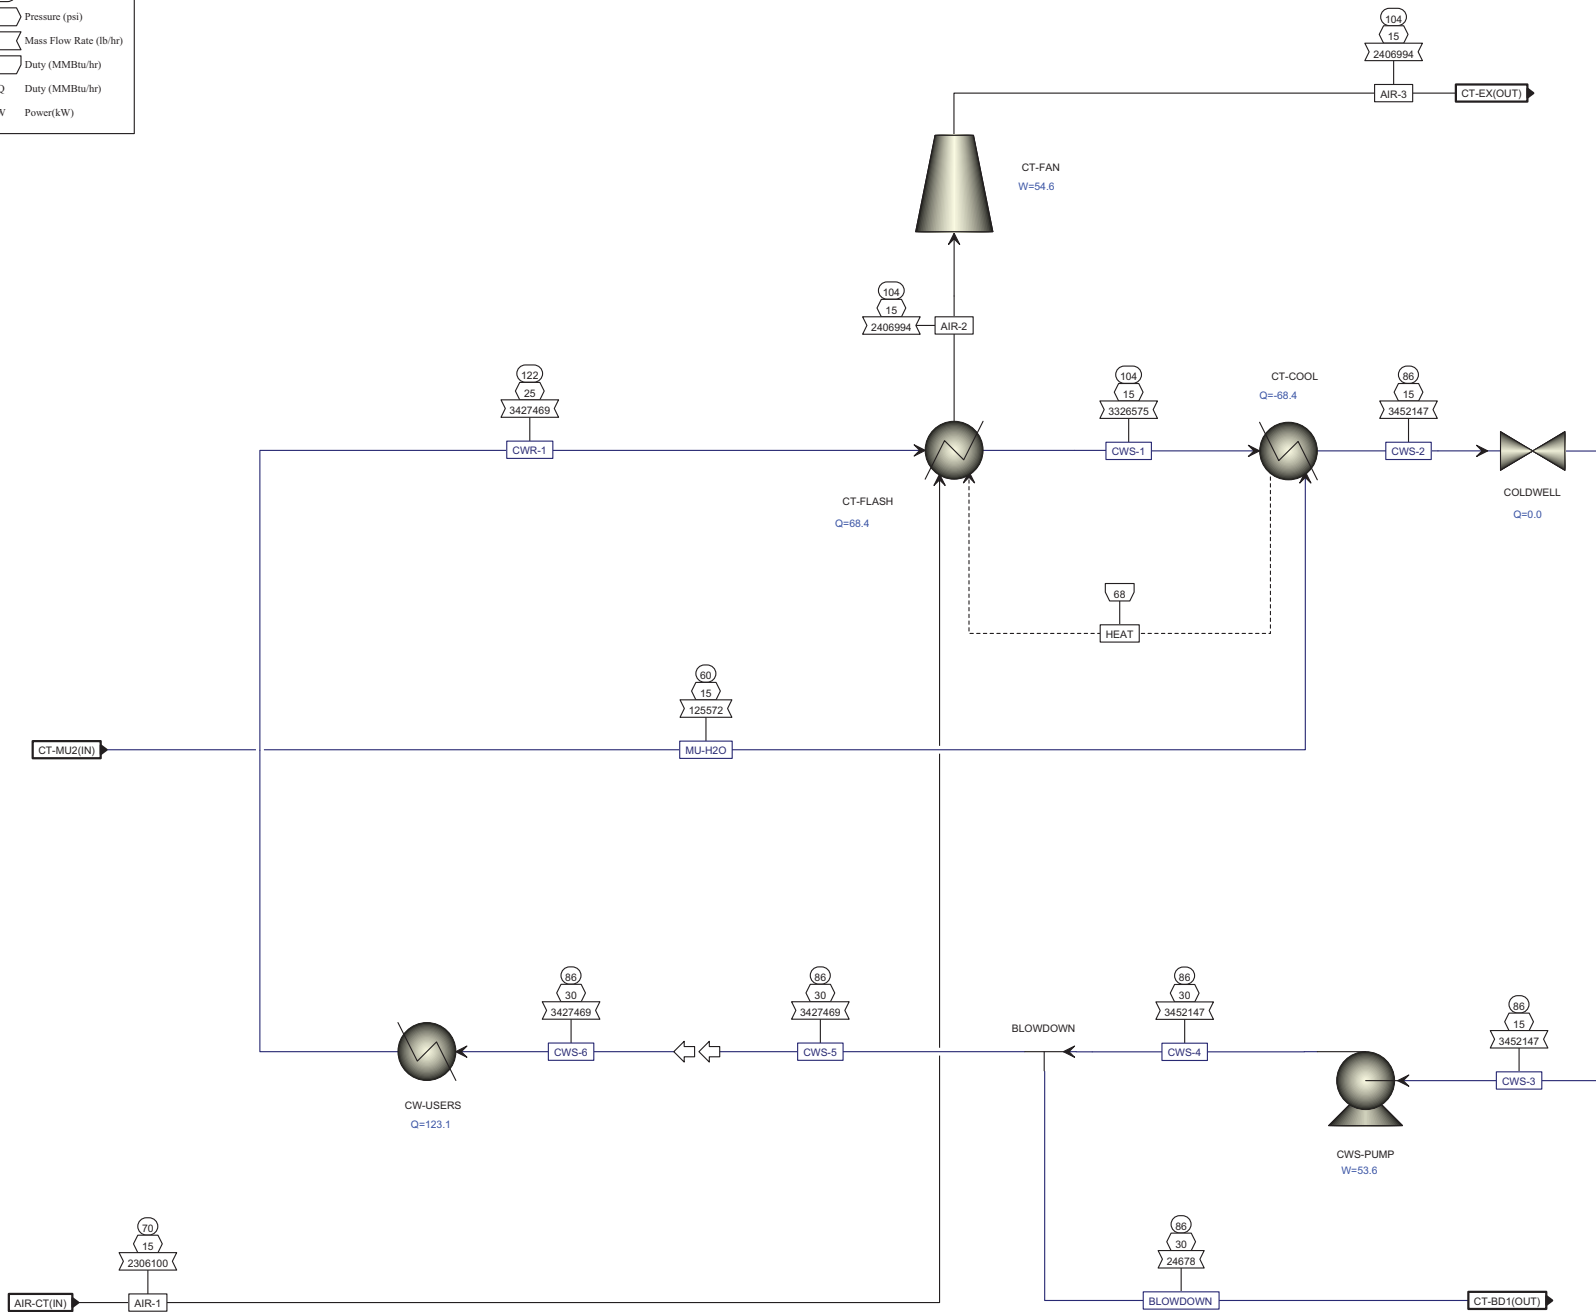 Pressure (psi)
Mass Flow Rate (lb/hr)
Duty (MMBtu/hr)
Q Duty (MMBtu/hr)
W Power(kW)
104
15
2406994
AIR-3
CT-EX(OUT)
CT-FAN
W=54.6
104
15
2406994
AIR-2
122
25
3427469
CWR-1
104
15
3326575
CWS-1
CT-COOL
Q=-68.4
86
15
3452147
CWS-2
COLDWELL
Q=0.0
CT-FLASH
Q=68.4
68
HEAT
60
15
125572
MU-H2O
CT-MU2(IN)
86
30
3427469
CWS-6
86
30
3427469
CWS-5
BLOWDOWN
86
30
3452147
CWS-4
86
15
3452147
CWS-3
CW-USERS
Q=123.1
CWS-PUMP
W=53.6
70
15
2306100
AIR-1
AIR-CT(IN)
86
30
24678
BLOWDOWN
CT-BD1(OUT)